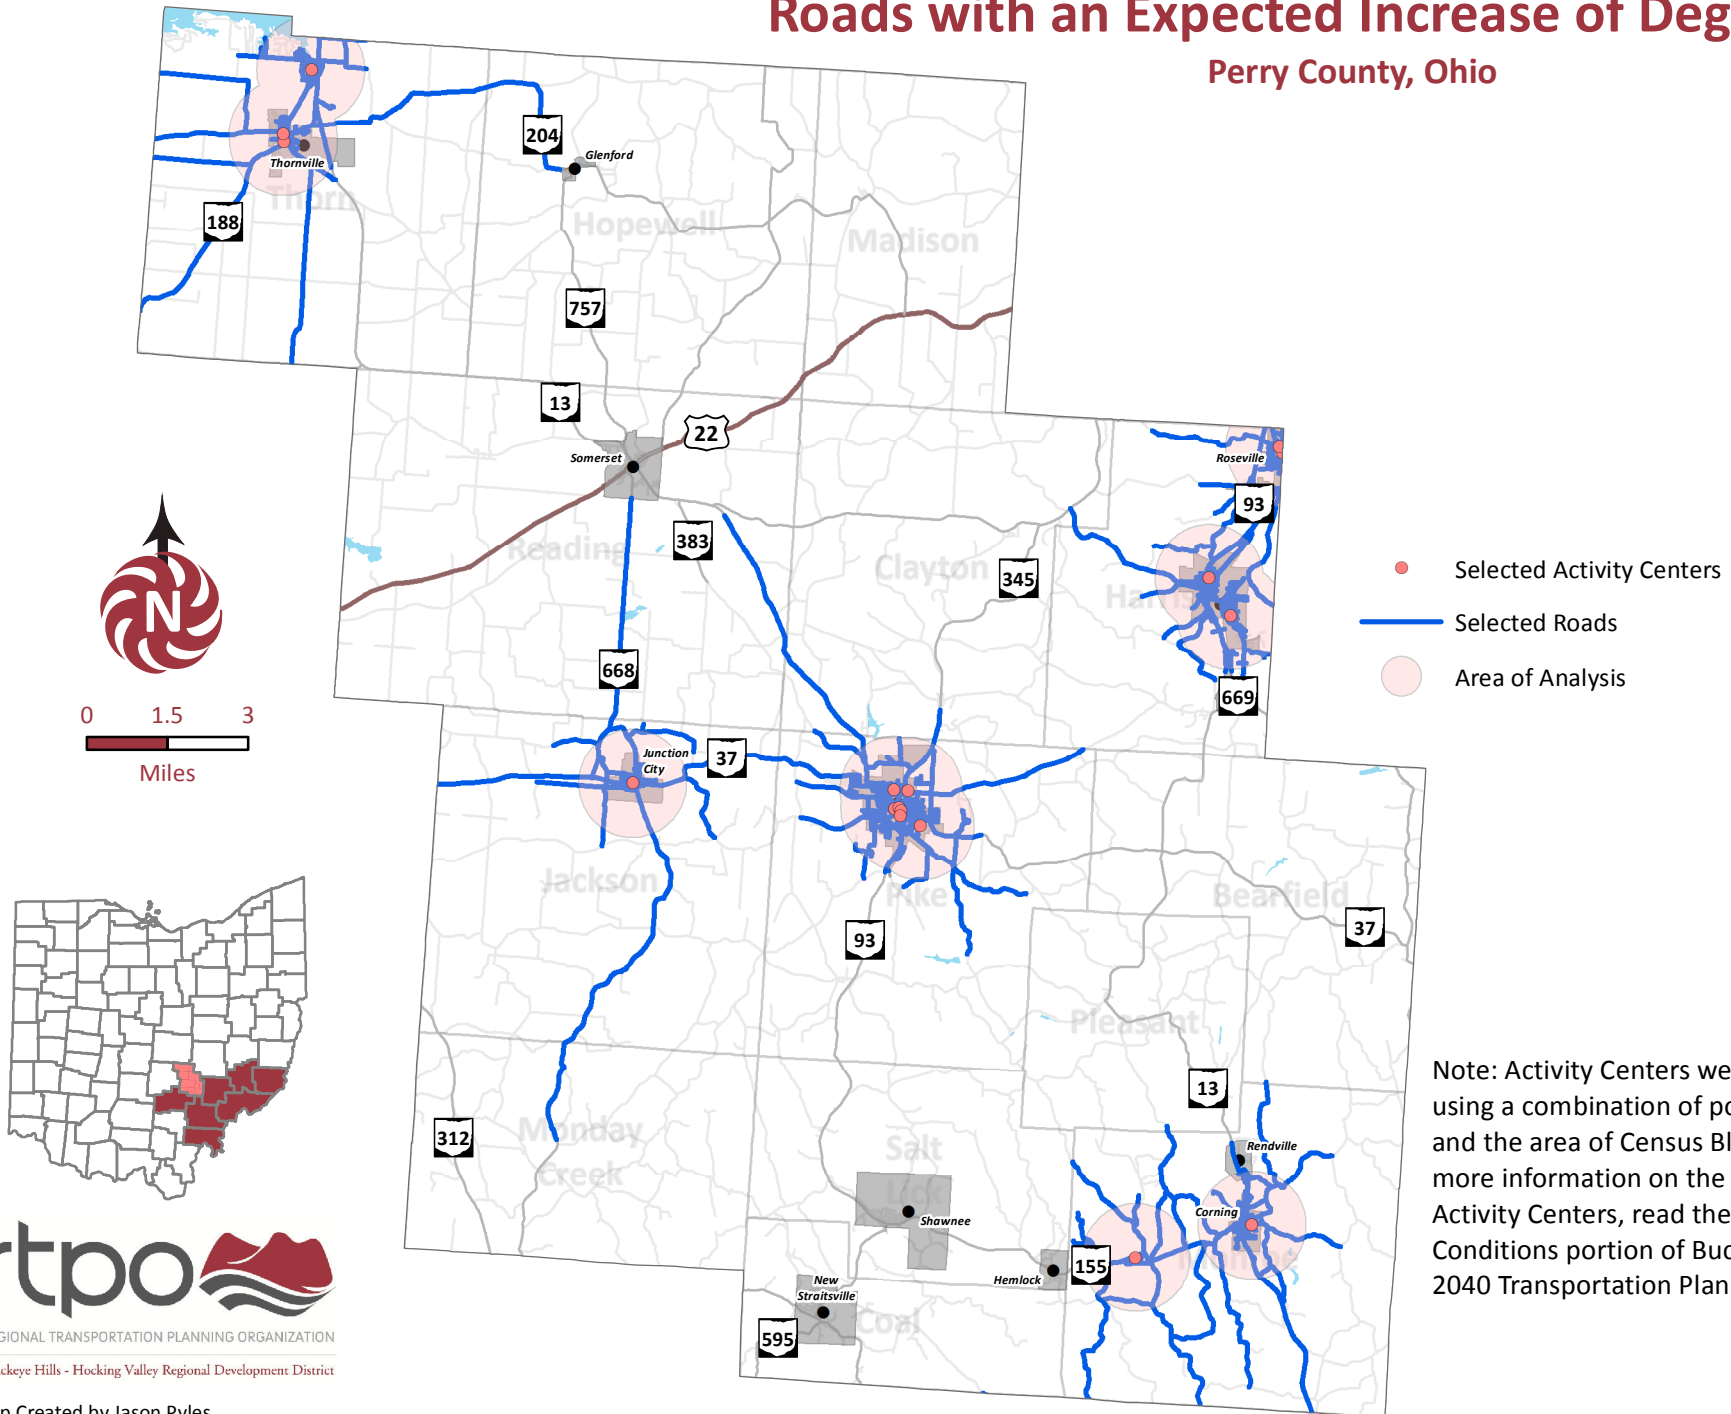 Roads with an Expected Increase of Deg
Perry County, Ohio
204
Glenford
Thornville
Thorn
188
Hopewell
Madison
757
13
22
Somerset
Roseville
93
383
Reading
Clayton
345
Selected Activity Centers
Selected Roads
Area of Analysis
N
668
669
0 1.5 3
Miles
Junction
City
37
Jackson
Pike
Bearfield
93
37
Pleasant
13
Note: Activity Centers we
using a combination of po
and the area of Census Bl
more information on the
Activity Centers, read the
Conditions portion of Buc
2040 Transportation Plan
312
Monday
Creek
Salt
Lick
Shawnee
Rendville
Corning
Monroe
155
Hemlock
New
Straitsville
Coal
595
rtpo
GIONAL TRANSPORTATION PLANNING ORGANIZATION
ckeye Hills - Hocking Valley Regional Development District
p Created by Jason Pyles